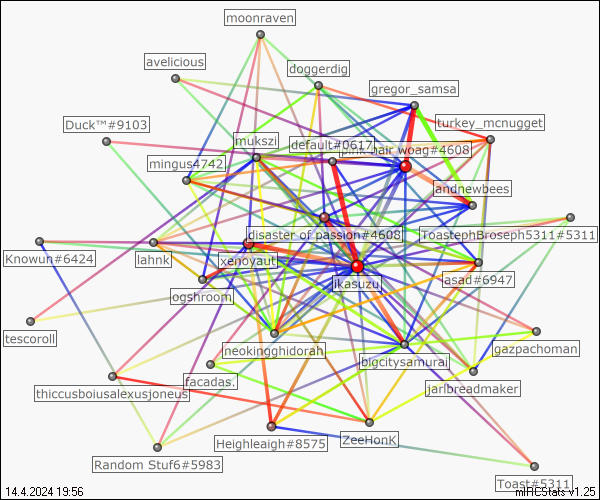 moonraven
avelicious
doggerdig
gregor_samsa
Duck™#9103
turkey_mcnugget
mukszi
default#0617
pink hair woag#4608
mingus4742
andnewbees
disaster of passion#4608
ToastephBroseph5311#5311
Knowun#6424
lahnk
xenoyaut
asad#6947
ogshroom
ikasuzu
tescoroll
neokingghidorah
bigcitysamurai
gazpachoman
facadas.
jarlbreadmaker
thiccusboiusalexusjoneus
Heighleaigh#8575
ZeeHonK
Random Stuf6#5983
Toast#5311
14.4.2024 19:56
mIRCStats v1.25